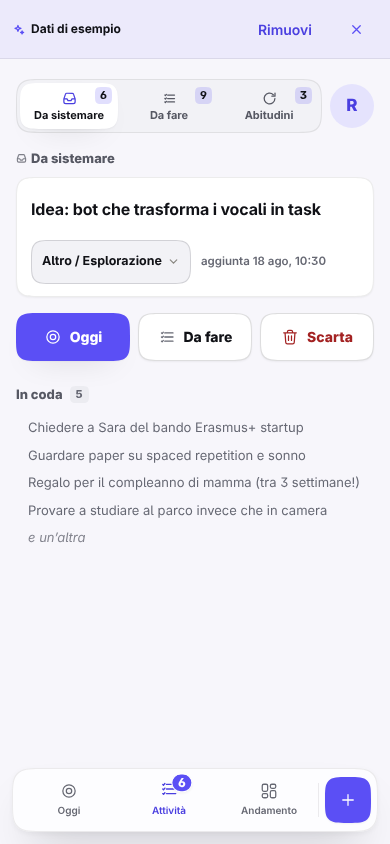 Dati di esempio
Rimuovi
6
Da sistemare
9
Da fare
3
Abitudini
R
Da sistemare
Idea: bot che trasforma i vocali in task
Altro / Esplorazione
aggiunta 18 ago, 10:30
Oggi
Da fare
Scarta
In coda 5
Chiedere a Sara del bando Erasmus+ startup
Guardare paper su spaced repetition e sonno
Regalo per il compleanno di mamma (tra 3 settimane!)
Provare a studiare al parco invece che in camera
e un'altra
Oggi
6
Attività
Andamento